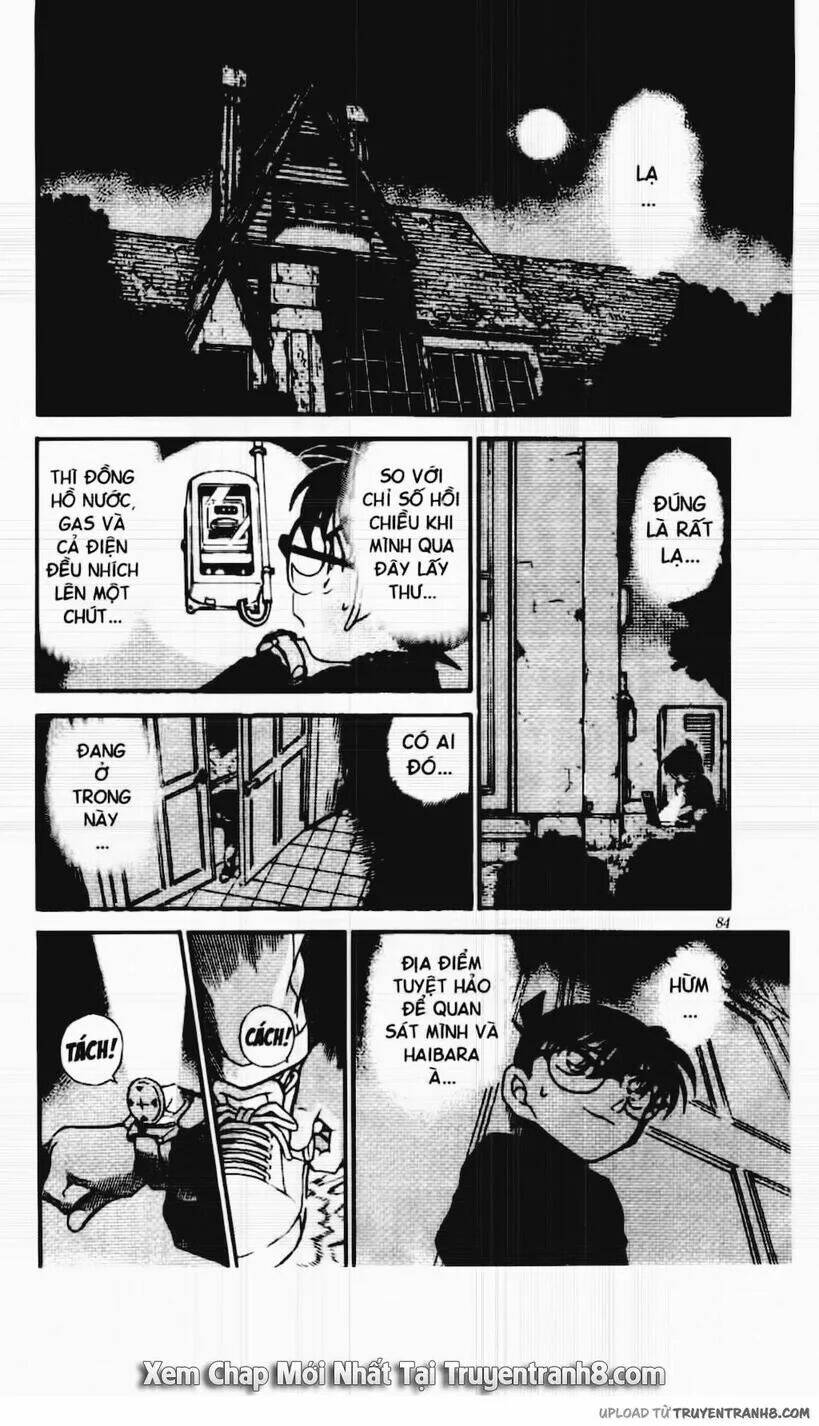 LẠ
...
ĐÚNG
LÀ RẤT
LẠ...
SO VỚI
CHỈ SỐ HỒI
CHIỀU KHI
MÌNH QUA
ĐÂY LẤY
THƯ...
THÌ ĐỒNG
HỒ NƯỚC,
GAS VÀ
CẢ ĐIỆN
ĐỀU NHÍCH
LÊN MỘT
CHÚT...
CÓ AI
ĐÓ...
ĐANG
Ở
TRONG
NÀY
...
84
HỪM
...
ĐỊA ĐIỂM
TUYỆT HẢO
ĐỂ QUAN
SÁT MÌNH VÀ
HAIBARA
À...
CÁCH!
TÁCH!
Xem Chap Mới Nhất Tại Truyentranh8.com
UPLOAD TỪ TRUYENTRANH8.COM